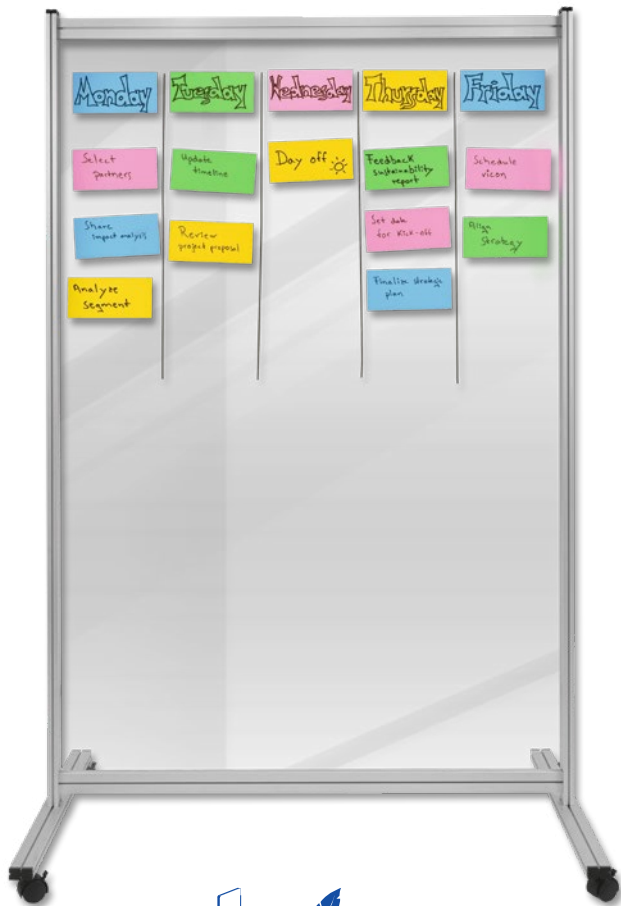 Monday
Tuesday
Wednesday
Thursday
Friday
Select
partners
Share
impact analysis
Analyze
Segment
Update
timeline
Review
project proposal
Day off
Feedback
sustainability
report
Set date
for Kick-off
Finalize strategic
plan
Schedule
vicon
Align
Strategy